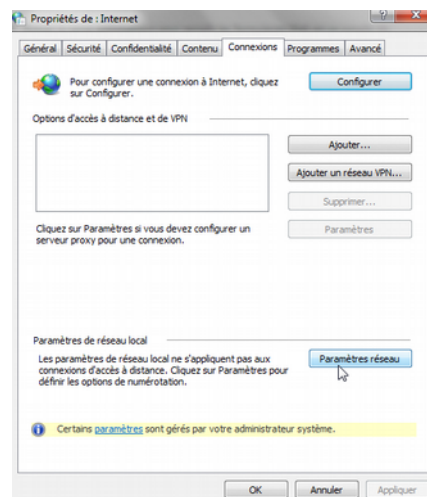 Propriétés de : Internet
?
Général Sécurité Confidentialité Contenu Connexions Programmes Avancé
Pour configurer une connexion à Internet, cliquez
sur Configurer.
Configurer
Options d'accès à distance et de VPN
Ajouter...
Ajouter un réseau VPN...
Supprimer...
Cliquez sur Paramètres si vous devez configurer un
serveur proxy pour une connexion.
Paramètres
Paramètres de réseau local
Les paramètres de réseau local ne s'appliquent pas aux
connexions d'accès à distance. Cliquez sur Paramètres pour
définir les options de numérotation.
Paramètres réseau
Certains paramètres sont gérés par votre administrateur système.
OK Annuler Appliquer